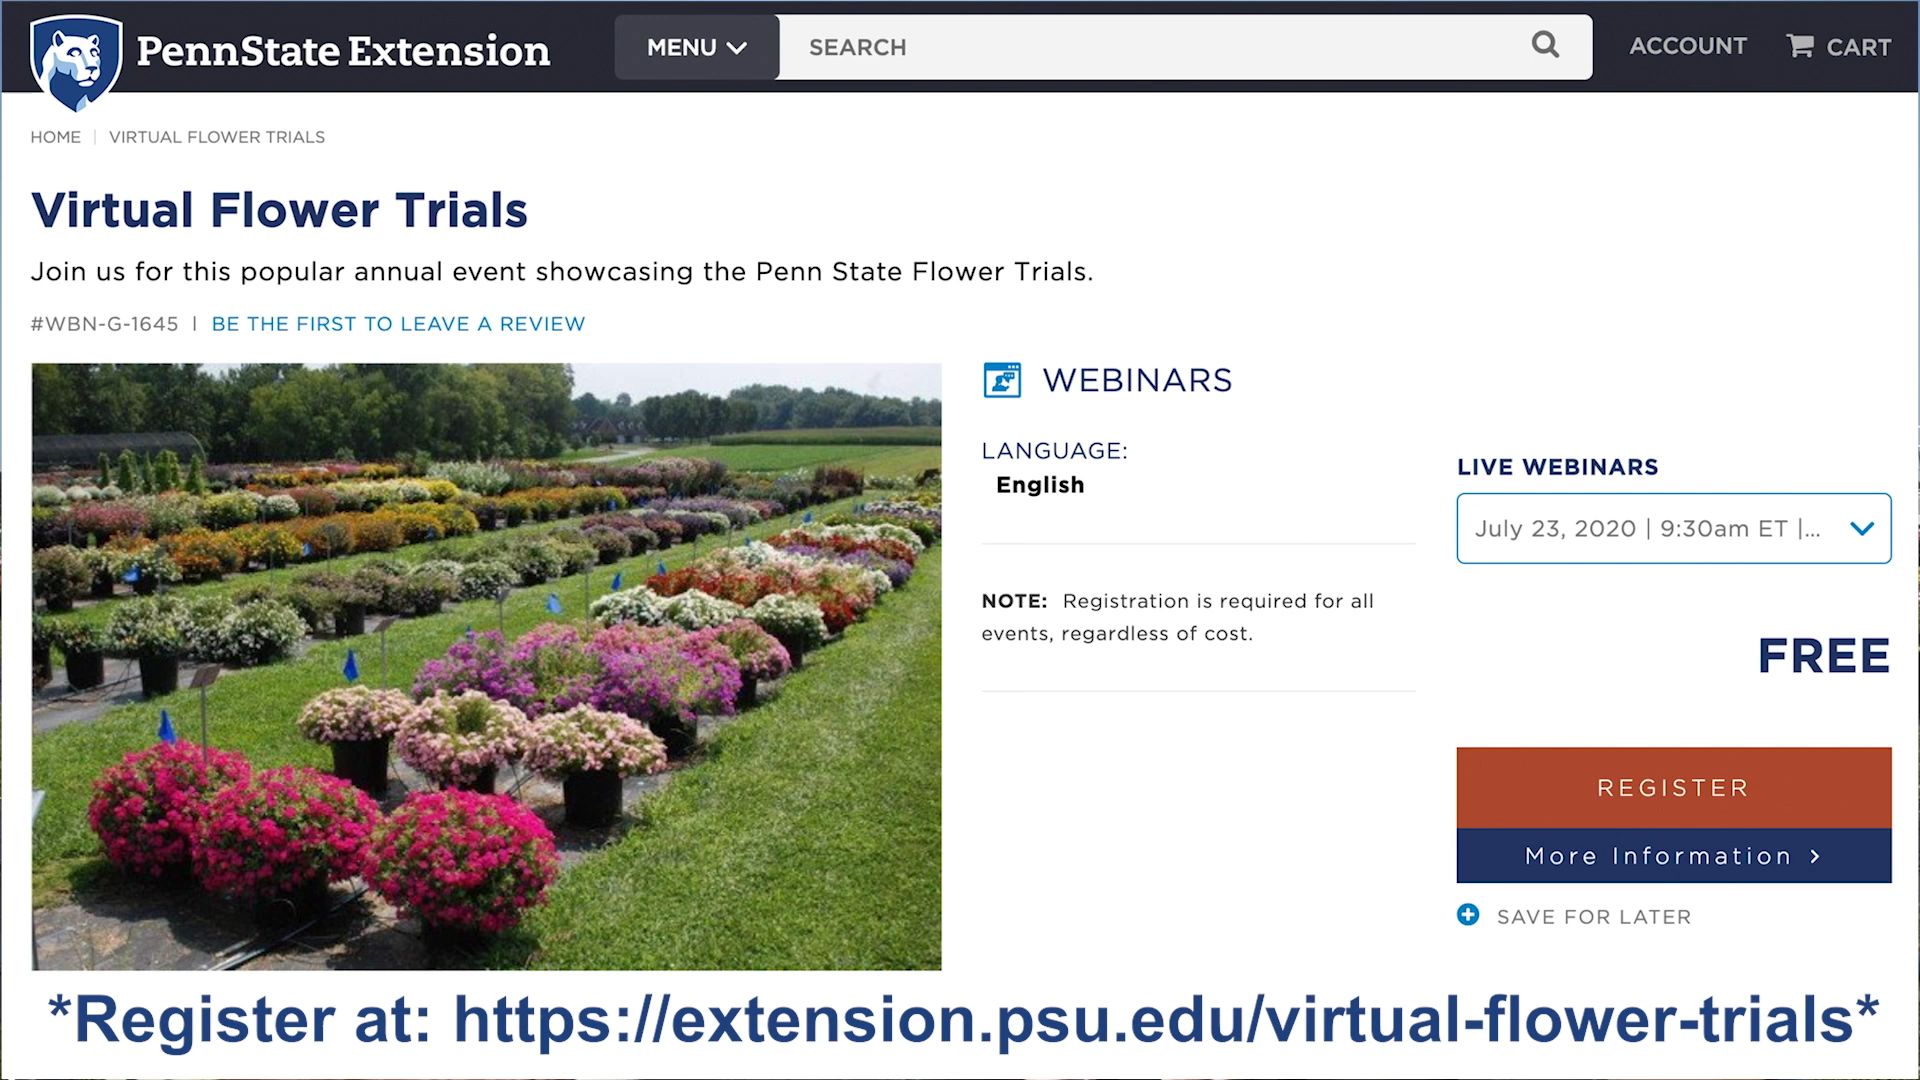 PennState Extension
MENU
SEARCH
ACCOUNT
CART
HOME | VIRTUAL FLOWER TRIALS
Virtual Flower Trials
Join us for this popular annual event showcasing the Penn State Flower Trials.
#WBN-G-1645 | BE THE FIRST TO LEAVE A REVIEW
WEBINARS
LANGUAGE:
English
NOTE: Registration is required for all
events, regardless of cost.
LIVE WEBINARS
July 23, 2020 | 9:30am ET |...
FREE
REGISTER
More Information >
SAVE FOR LATER
*Register at: https://extension.psu.edu/virtual-flower-trials*